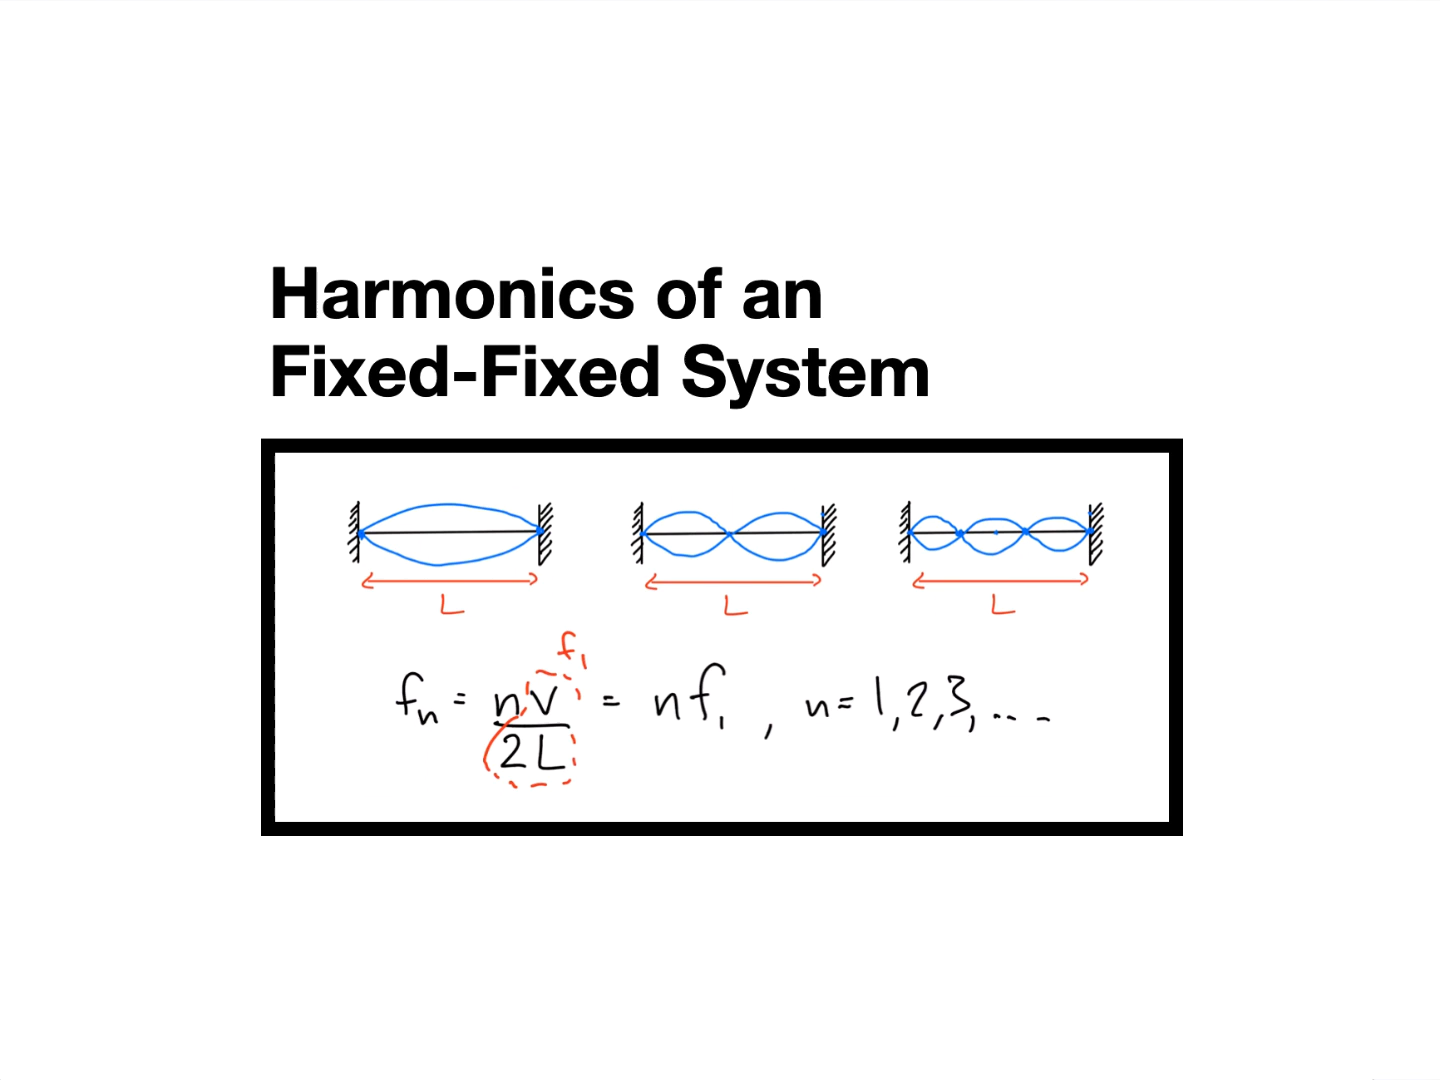 Harmonics of an
Fixed-Fixed System
L L L
f₁
fₙ = nv/2L = nf₁ , n = 1,2,3, ...